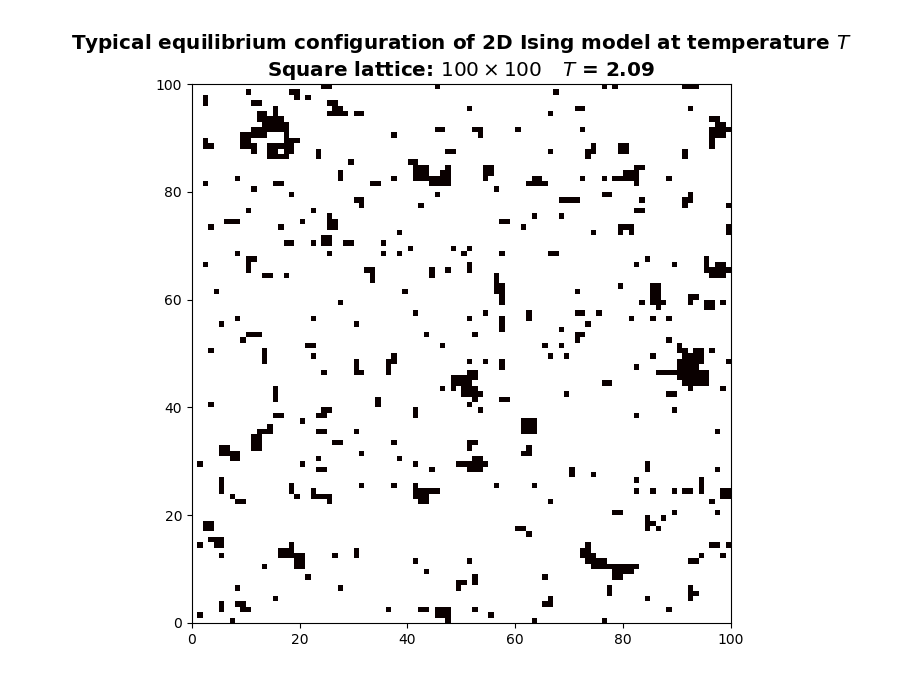 Typical equilibrium configuration of 2D Ising model at temperature T
Square lattice: 100 × 100 T = 2.09
100
80
60
40
20
0
0 20 40 60 80 100